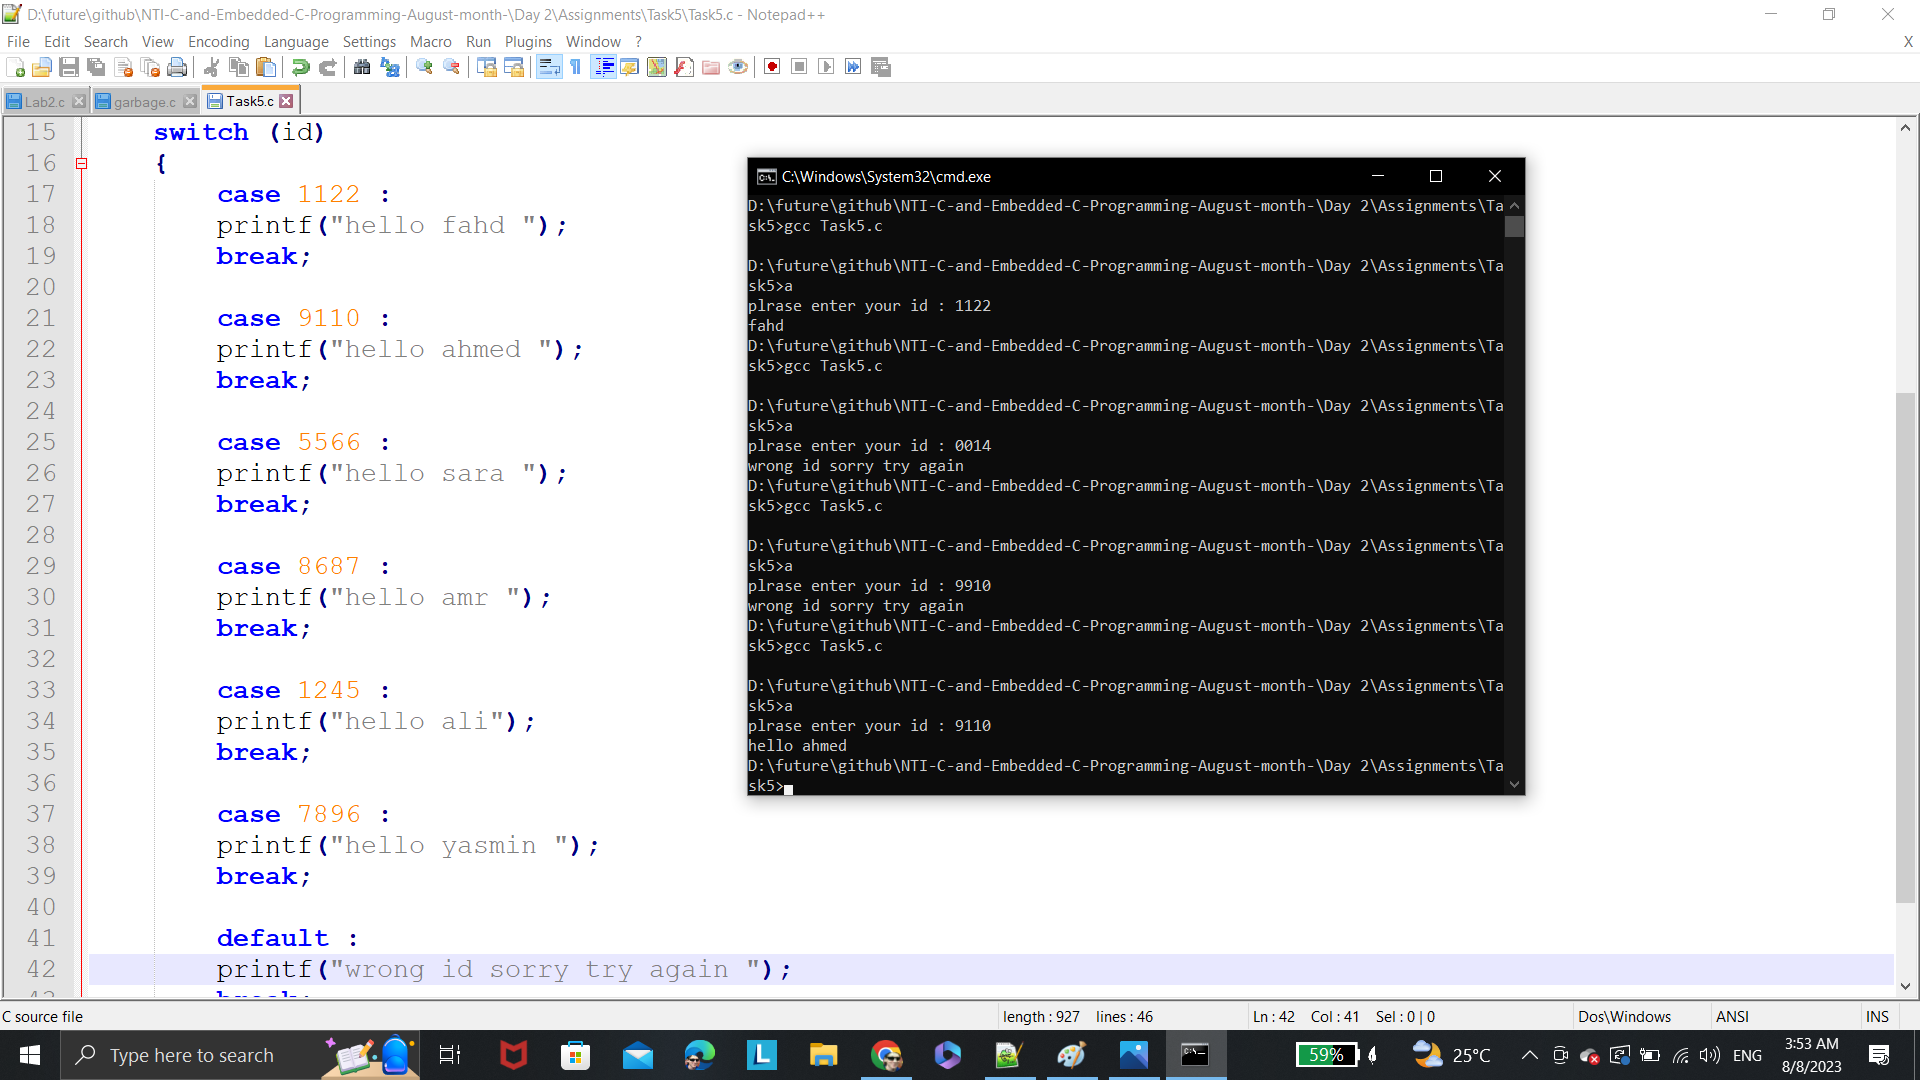 D:\future\github\NTI-C-and-Embedded-C-Programming-August-month-\Day 2\Assignments\Task5\Task5.c - Notepad++
File Edit Search View Encoding Language Settings Macro Run Plugins Window ? X
Lab2.c garbage.c Task5.c
15 switch (id)
16 {
17 case 1122 :
18 printf("hello fahd ");
19 break;
20
21 case 9110 :
22 printf("hello ahmed ");
23 break;
24
25 case 5566 :
26 printf("hello sara ");
27 break;
28
29 case 8687 :
30 printf("hello amr ");
31 break;
32
33 case 1245 :
34 printf("hello ali");
35 break;
36
37 case 7896 :
38 printf("hello yasmin ");
39 break;
40
41 default :
42 printf("wrong id sorry try again ");
43 break;
C:\Windows\System32\cmd.exe
D:\future\github\NTI-C-and-Embedded-C-Programming-August-month-\Day 2\Assignments\Ta
sk5>gcc Task5.c
D:\future\github\NTI-C-and-Embedded-C-Programming-August-month-\Day 2\Assignments\Ta
sk5>a
plrase enter your id : 1122
fahd
D:\future\github\NTI-C-and-Embedded-C-Programming-August-month-\Day 2\Assignments\Ta
sk5>gcc Task5.c
D:\future\github\NTI-C-and-Embedded-C-Programming-August-month-\Day 2\Assignments\Ta
sk5>a
plrase enter your id : 0014
wrong id sorry try again
D:\future\github\NTI-C-and-Embedded-C-Programming-August-month-\Day 2\Assignments\Ta
sk5>gcc Task5.c
D:\future\github\NTI-C-and-Embedded-C-Programming-August-month-\Day 2\Assignments\Ta
sk5>a
plrase enter your id : 9910
wrong id sorry try again
D:\future\github\NTI-C-and-Embedded-C-Programming-August-month-\Day 2\Assignments\Ta
sk5>gcc Task5.c
D:\future\github\NTI-C-and-Embedded-C-Programming-August-month-\Day 2\Assignments\Ta
sk5>a
plrase enter your id : 9110
hello ahmed
D:\future\github\NTI-C-and-Embedded-C-Programming-August-month-\Day 2\Assignments\Ta
sk5>
C source file length : 927 lines : 46 Ln : 42 Col : 41 Sel : 0 | 0 Dos\Windows ANSI INS
Type here to search 59% 25°C ENG 3:53 AM
8/8/2023